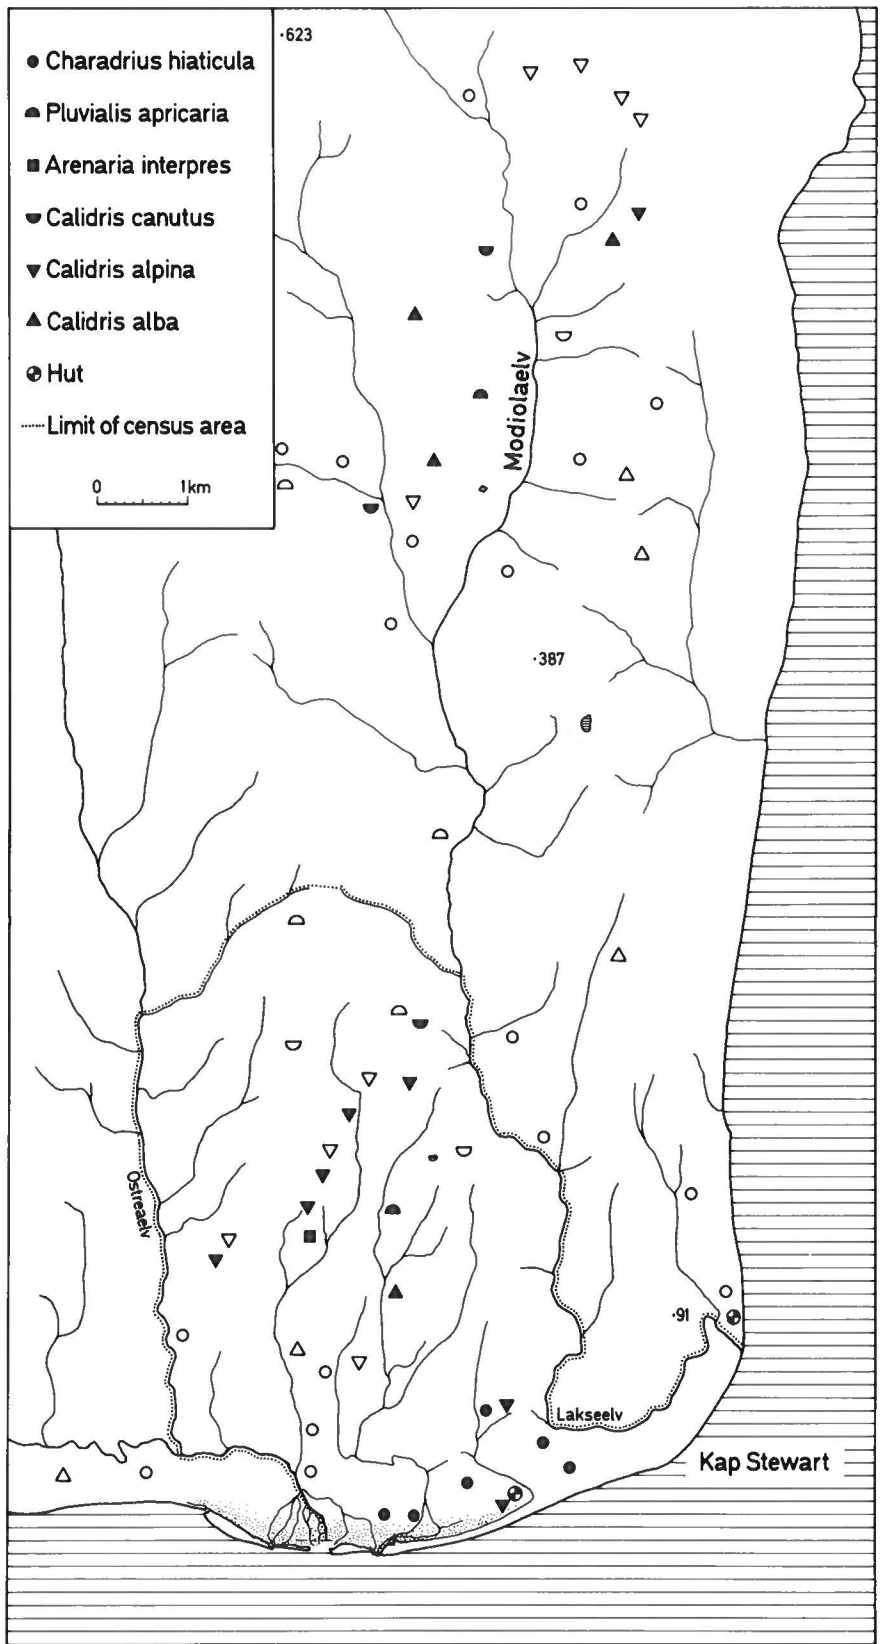 Charadrius hiaticula
Pluvialis apricaria
Arenaria interpres
Calidris canutus
Calidris alpina
Calidris alba
Hut
Limit of census area
0 1km
·623
Modiolaelv
·387
Ostreaelv
·91
Lakseelv
Kap Stewart